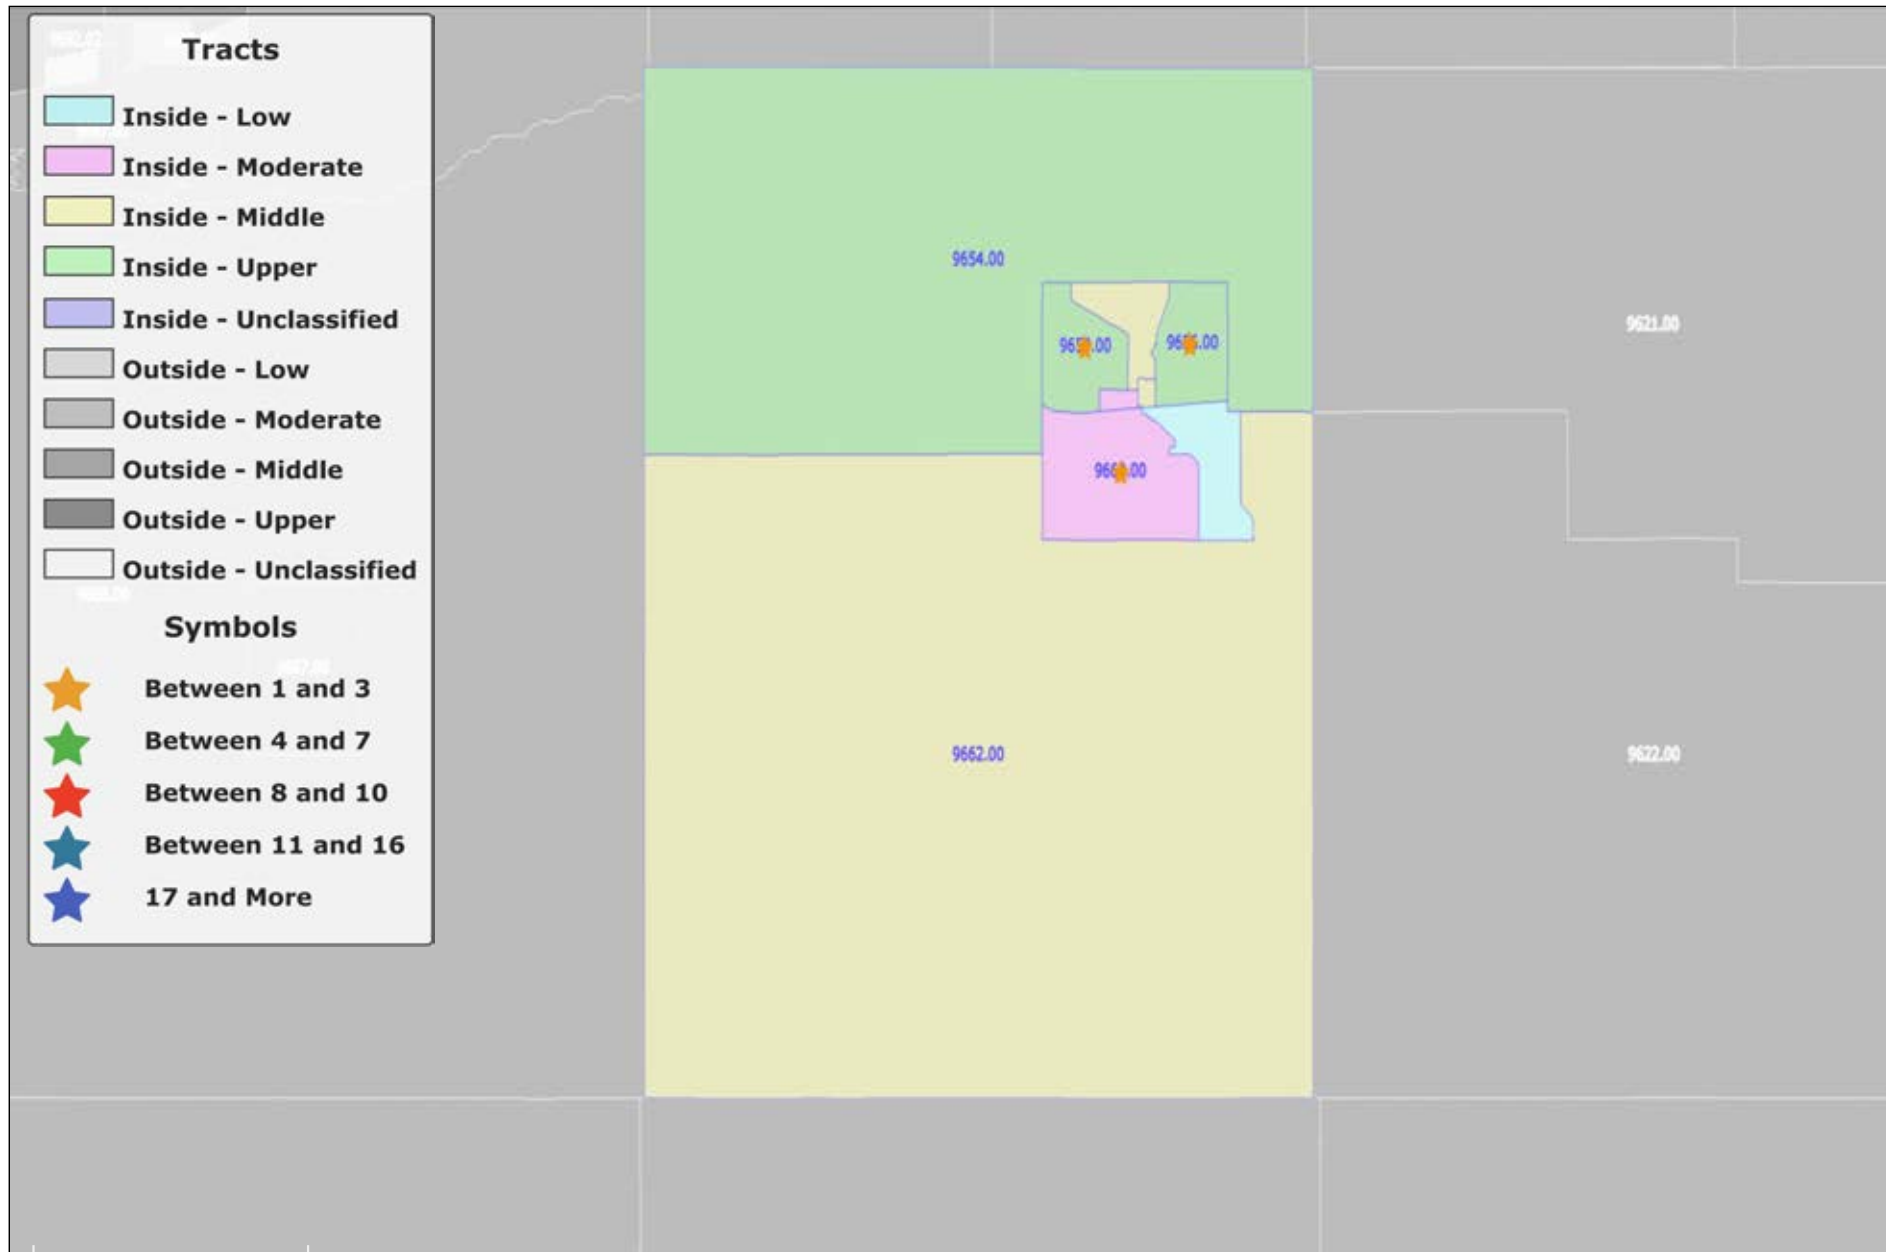 Tracts
Inside - Low
Inside - Moderate
Inside - Middle
Inside - Upper
Inside - Unclassified
Outside - Low
Outside - Moderate
Outside - Middle
Outside - Upper
Outside - Unclassified
Symbols
Between 1 and 3
Between 4 and 7
Between 8 and 10
Between 11 and 16
17 and More
9654.00
9621.00
9662.00
9622.00